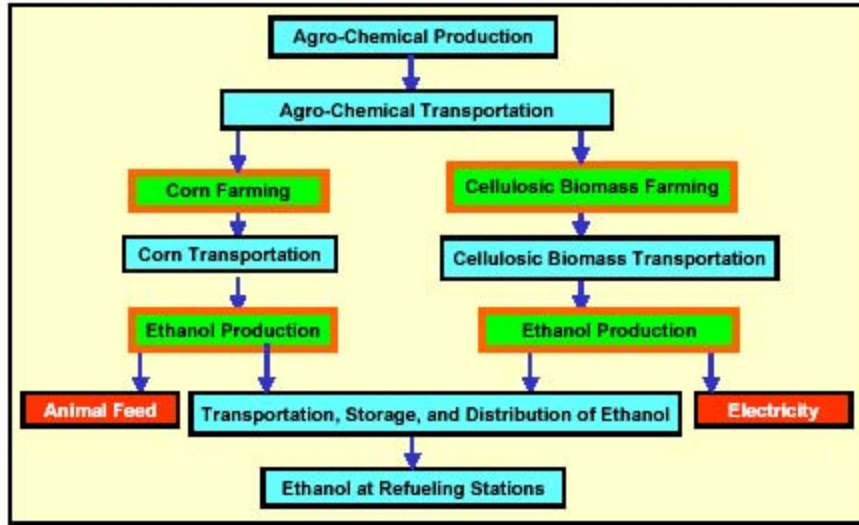 Agro-Chemical Production
Agro-Chemical Transportation
Corn Farming
Cellulosic Biomass Farming
Corn Transportation
Cellulosic Biomass Transportation
Ethanol Production
Ethanol Production
Animal Feed
Transportation, Storage, and Distribution of Ethanol
Electricity
Ethanol at Refueling Stations